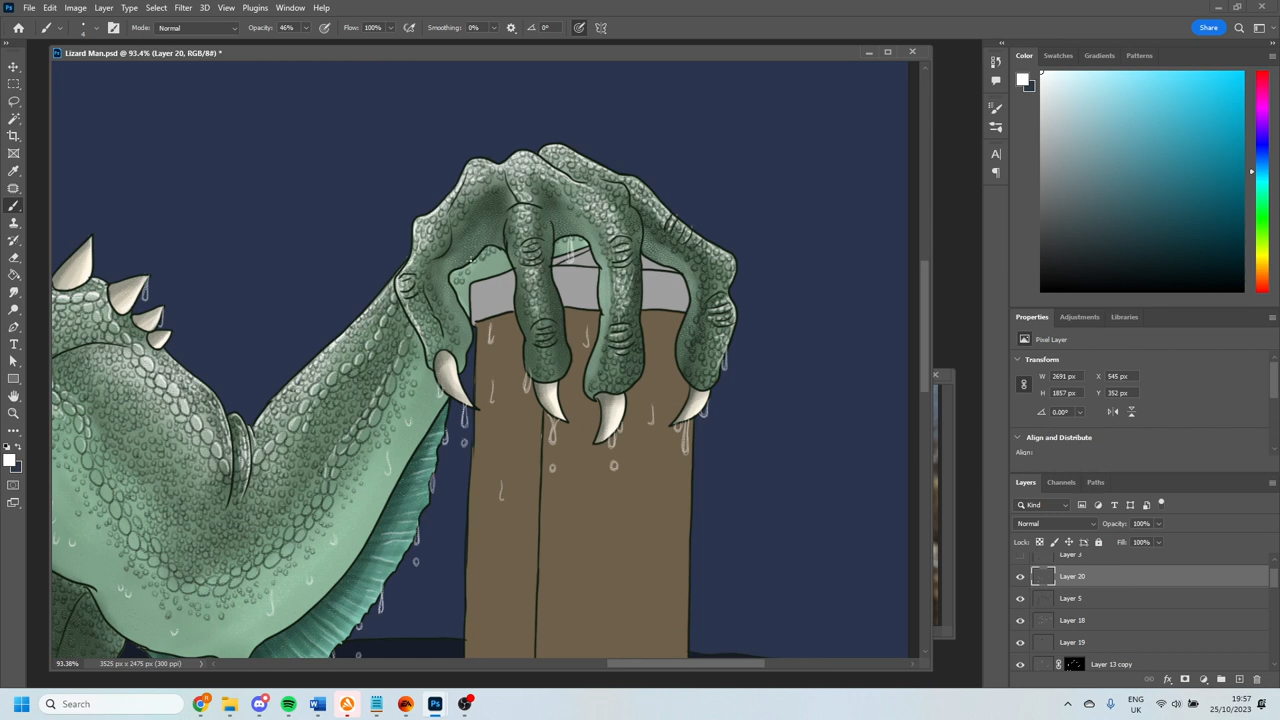 File Edit Image Layer Type Select Filter 3D View Plugins Window Help
Mode: Normal Opacity: 46% Flow: 100% Smoothing: 0% 0° Share
Lizard Man.psd @ 93.4% (Layer 20, RGB/8#) *
Color Swatches Gradients Patterns
Properties Adjustments Libraries
Pixel Layer
Transform
W 2691 px X 545 px
H 1857 px Y 352 px
0.00°
Align and Distribute
Align:
Layers Channels Paths
Kind
Normal Opacity: 100%
Lock: Fill: 100%
Layer 3
Layer 20
Layer 5
Layer 18
Layer 19
Layer 13 copy
93.38% 3525 px x 2475 px (300 ppi)
Search
ENG
UK
19:57
25/10/2023